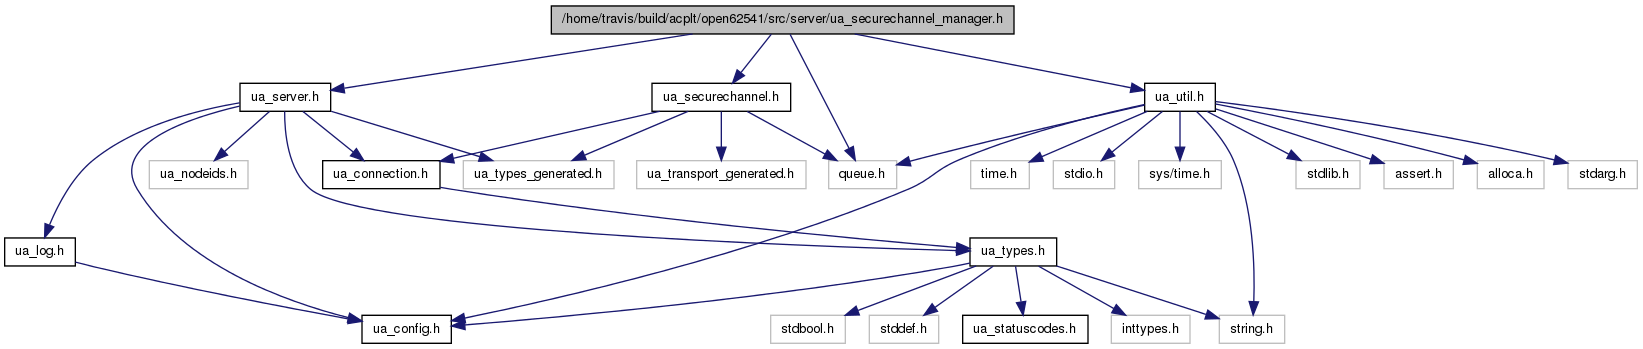 /home/travis/build/acplt/open62541/src/server/ua_securechannel_manager.h
ua_server.h
ua_securechannel.h
ua_util.h
ua_nodeids.h
ua_connection.h
ua_types_generated.h
ua_transport_generated.h
queue.h
time.h
stdio.h
sys/time.h
stdlib.h
assert.h
alloca.h
stdarg.h
ua_log.h
ua_types.h
ua_config.h
stdbool.h
stddef.h
ua_statuscodes.h
inttypes.h
string.h